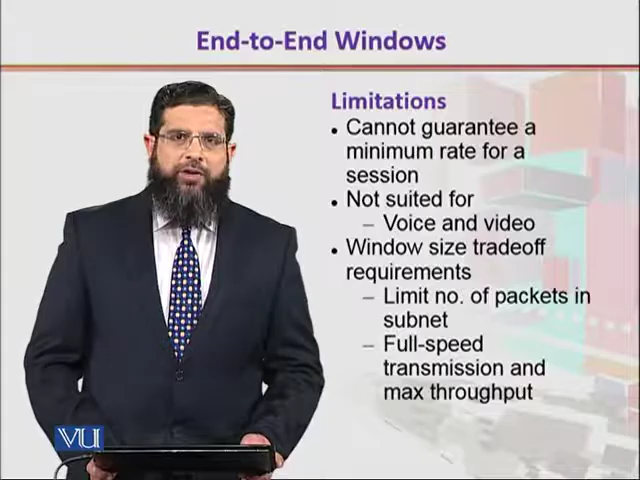 End-to-End Windows
Limitations
• Cannot guarantee a
minimum rate for a
session
• Not suited for
– Voice and video
• Window size tradeoff
requirements
– Limit no. of packets in
subnet
– Full-speed
transmission and
max throughput
VU